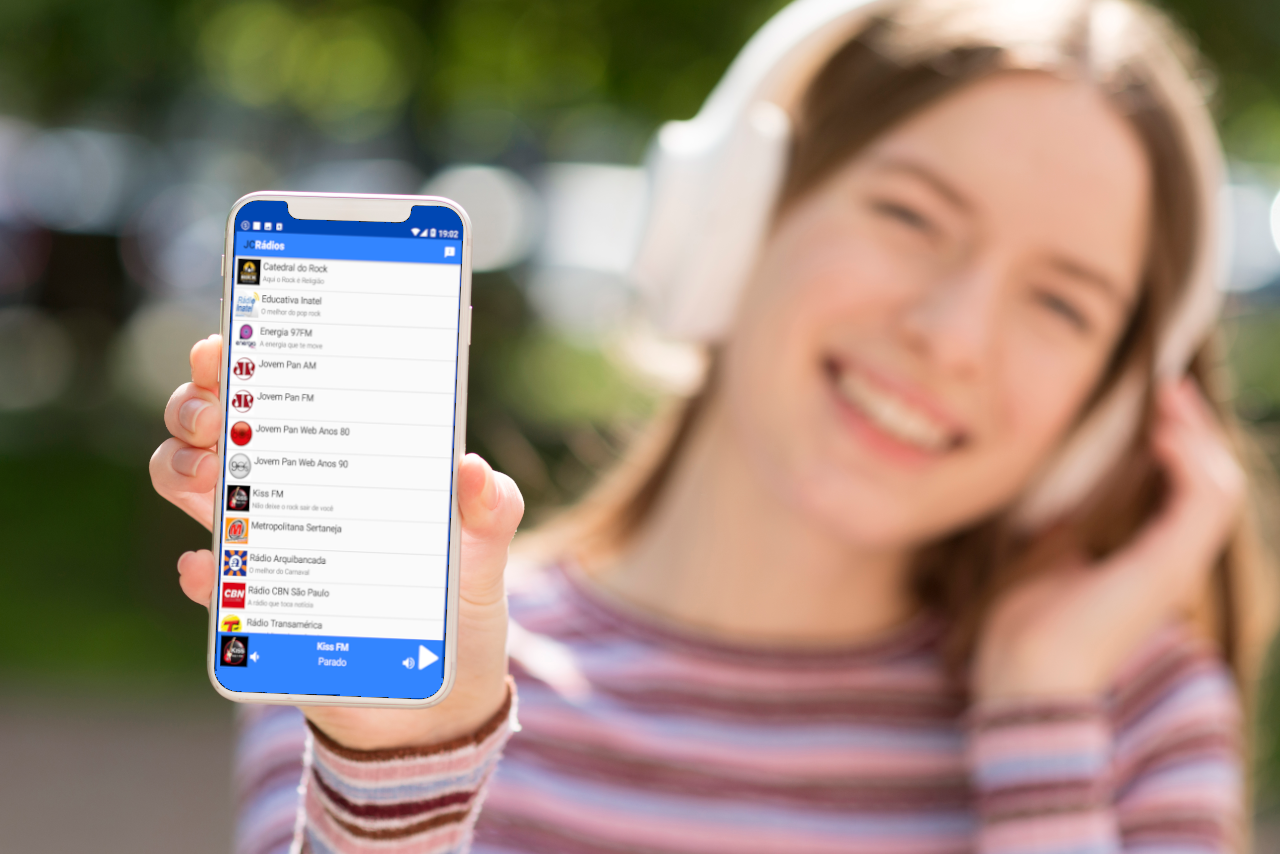 19:02
JCRádios
Catedral do Rock
Aqui o Rock é Religião
Educativa Inatel
O melhor do pop rock
Energia 97FM
A energia que te move
Jovem Pan AM
Jovem Pan FM
Jovem Pan Web Anos 80
Jovem Pan Web Anos 90
Kiss FM
Não deixe o rock sair de você
Metropolitana Sertaneja
Rádio Arquibancada
O melhor do Carnaval
CBN
Rádio CBN São Paulo
A rádio que toca notícia
Rádio Transamérica
Kiss FM
Parado